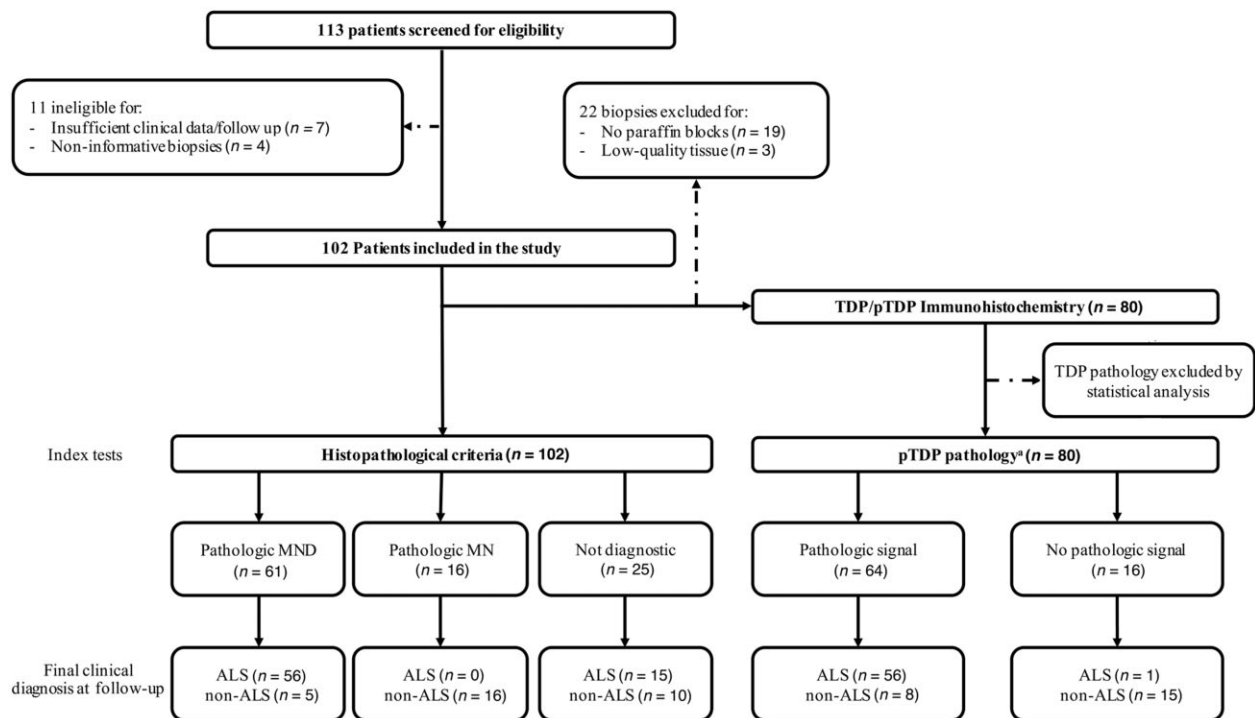 113 patients screened for eligibility
11 ineligible for:
- Insufficient clinical data/follow up (n = 7)
- Non-informative biopsies (n = 4)
22 biopsies excluded for:
- No paraffin blocks (n = 19)
- Low-quality tissue (n = 3)
102 Patients included in the study
TDP/pTDP Immunohistochemistry (n = 80)
TDP pathology excluded by
statistical analysis
Index tests
Histopathological criteria (n = 102)
pTDP pathologyᵃ (n = 80)
Pathologic MND
(n = 61)
Pathologic MN
(n = 16)
Not diagnostic
(n = 25)
Pathologic signal
(n = 64)
No pathologic signal
(n = 16)
Final clinical
diagnosis at follow-up
ALS (n = 56)
non-ALS (n = 5)
ALS (n = 0)
non-ALS (n = 16)
ALS (n = 15)
non-ALS (n = 10)
ALS (n = 56)
non-ALS (n = 8)
ALS (n = 1)
non-ALS (n = 15)